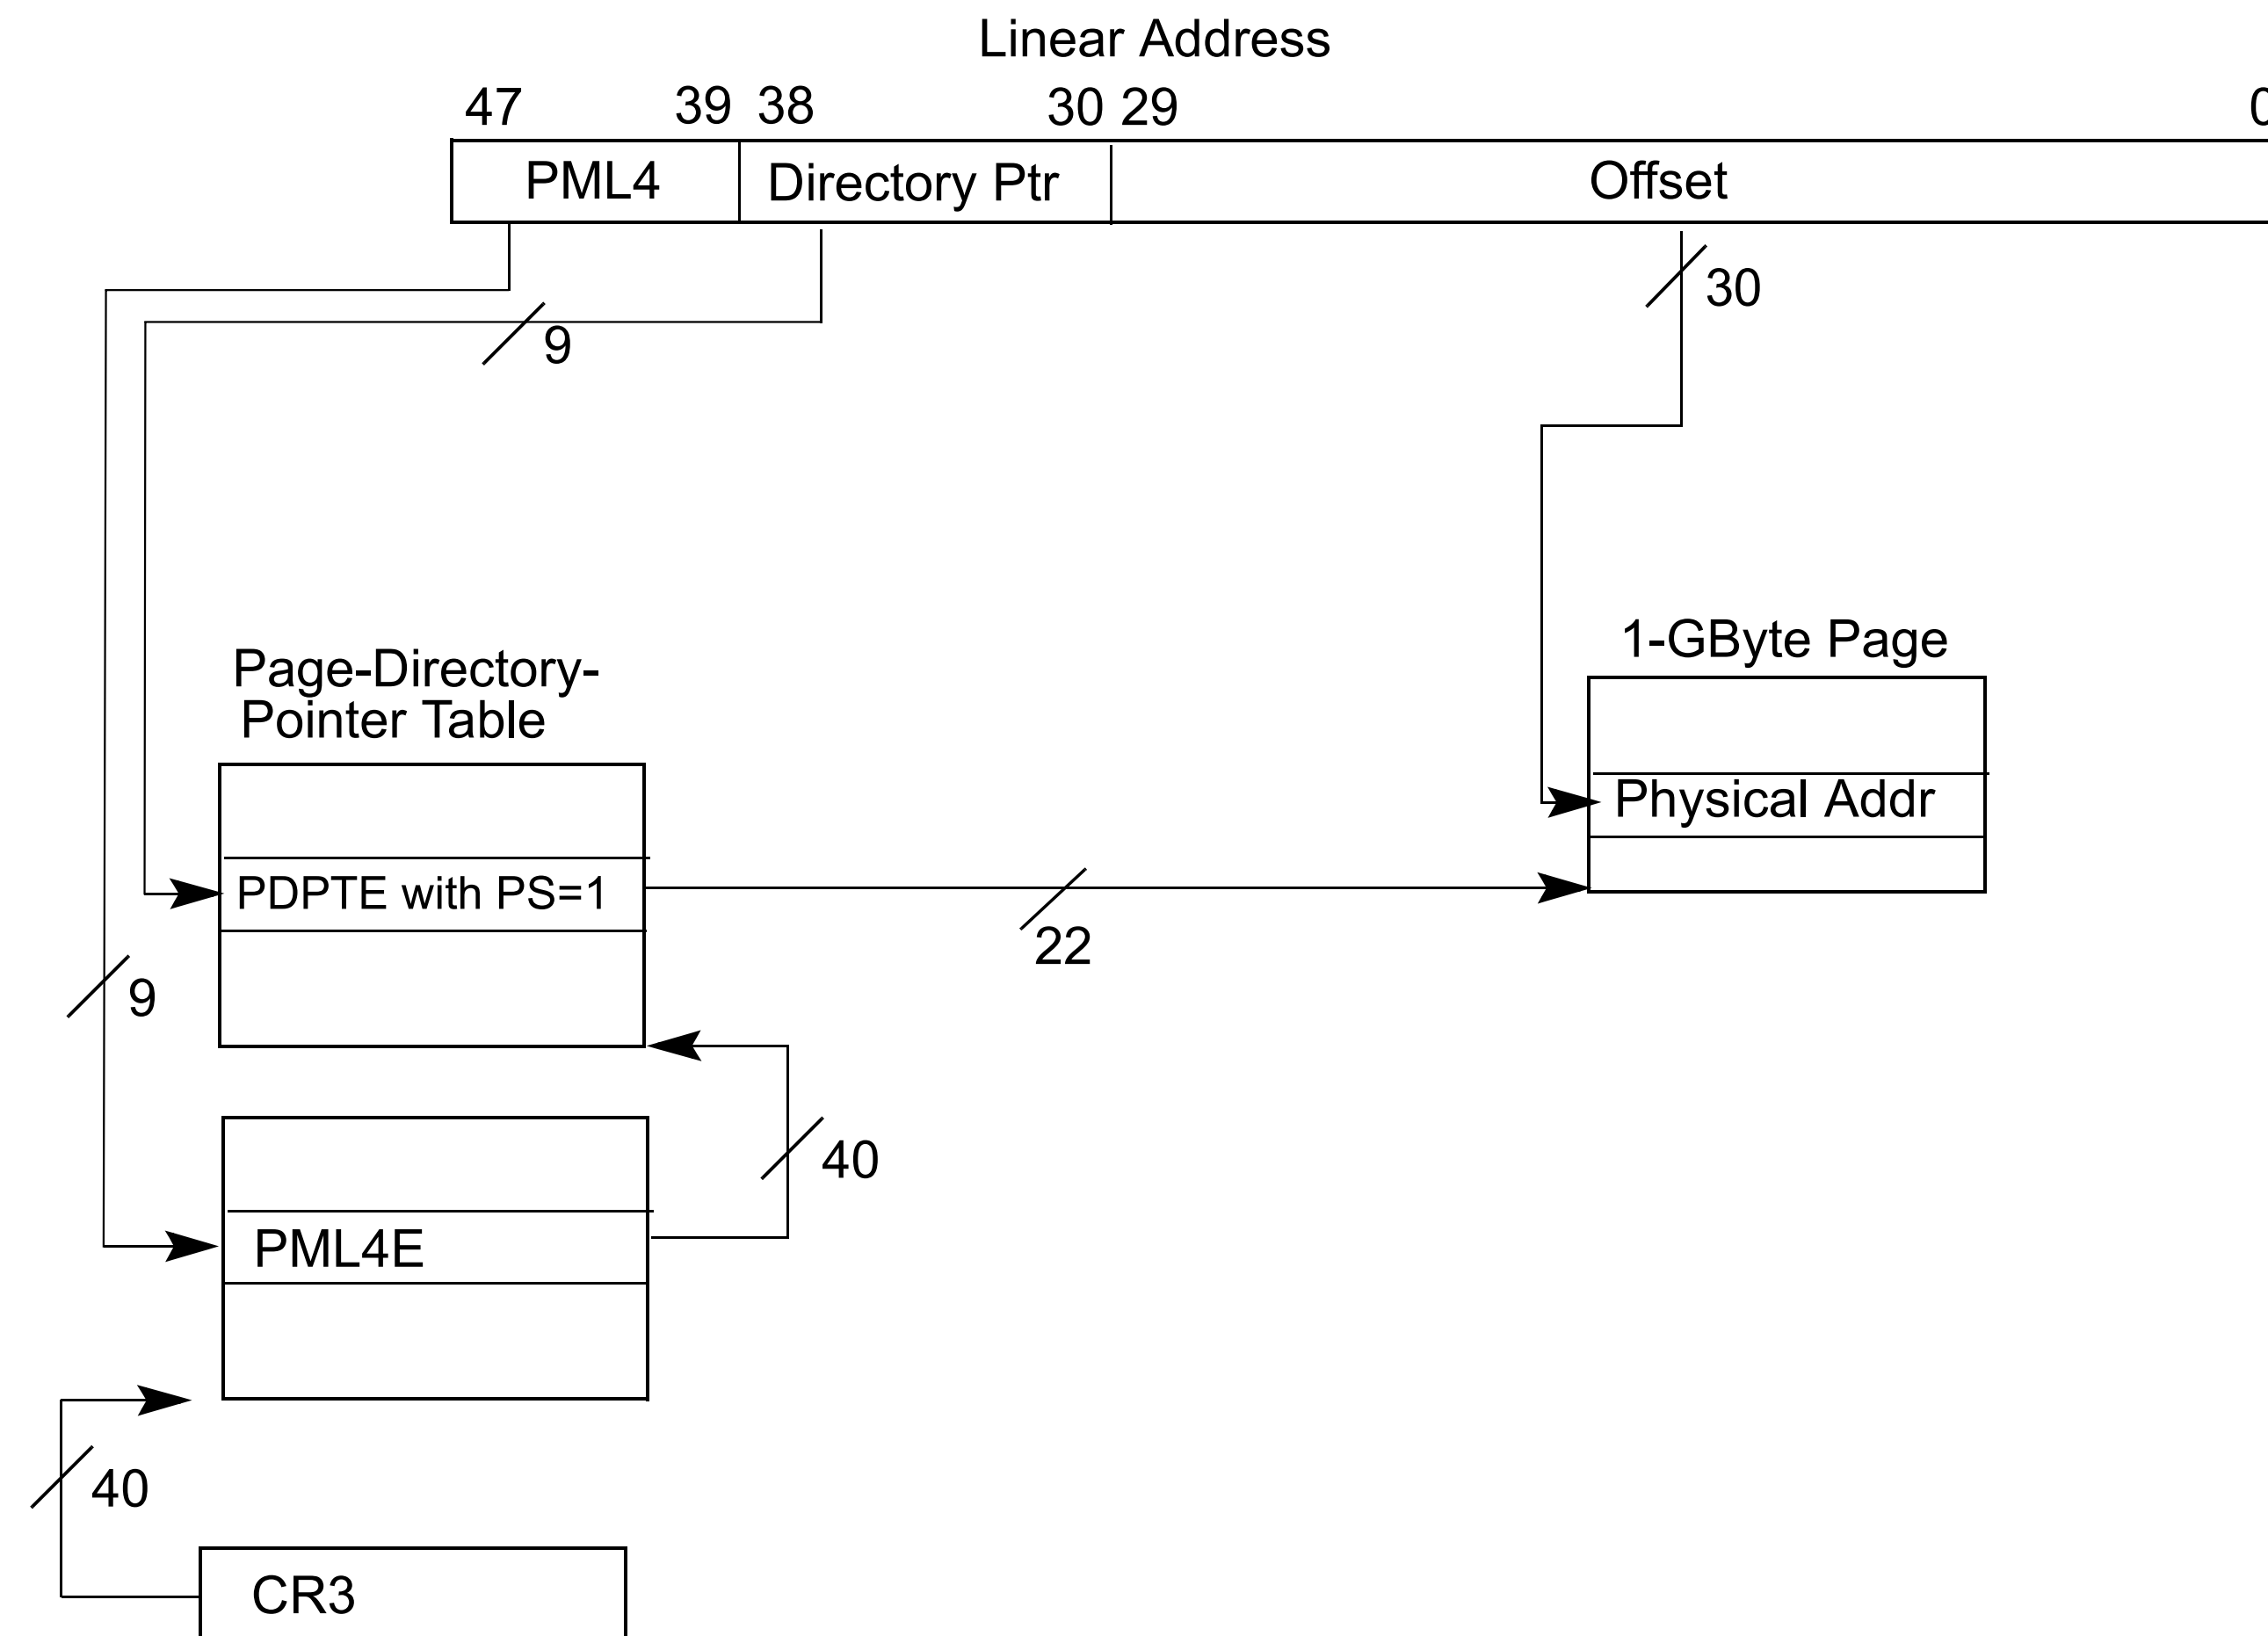 Linear Address
47 39 38 30 29 0
PML4 Directory Ptr Offset
30
9
1-GByte Page
Page-Directory-
Pointer Table
Physical Addr
PDPTE with PS=1
22
9
40
PML4E
40
CR3